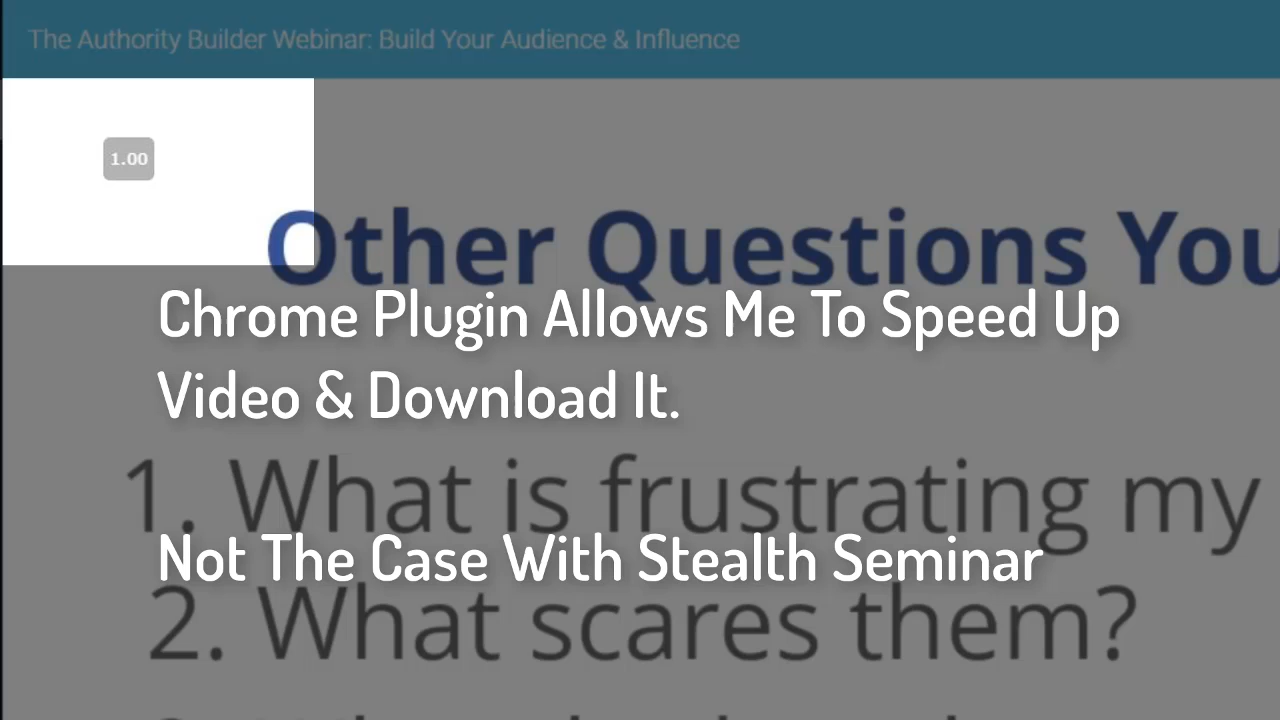 The Authority Builder Webinar: Build Your Audience & Influence
1.00
Other Questions You
Chrome Plugin Allows Me To Speed Up
Video & Download It.
1. What is frustrating my
Not The Case With Stealth Seminar
2. What scares them?